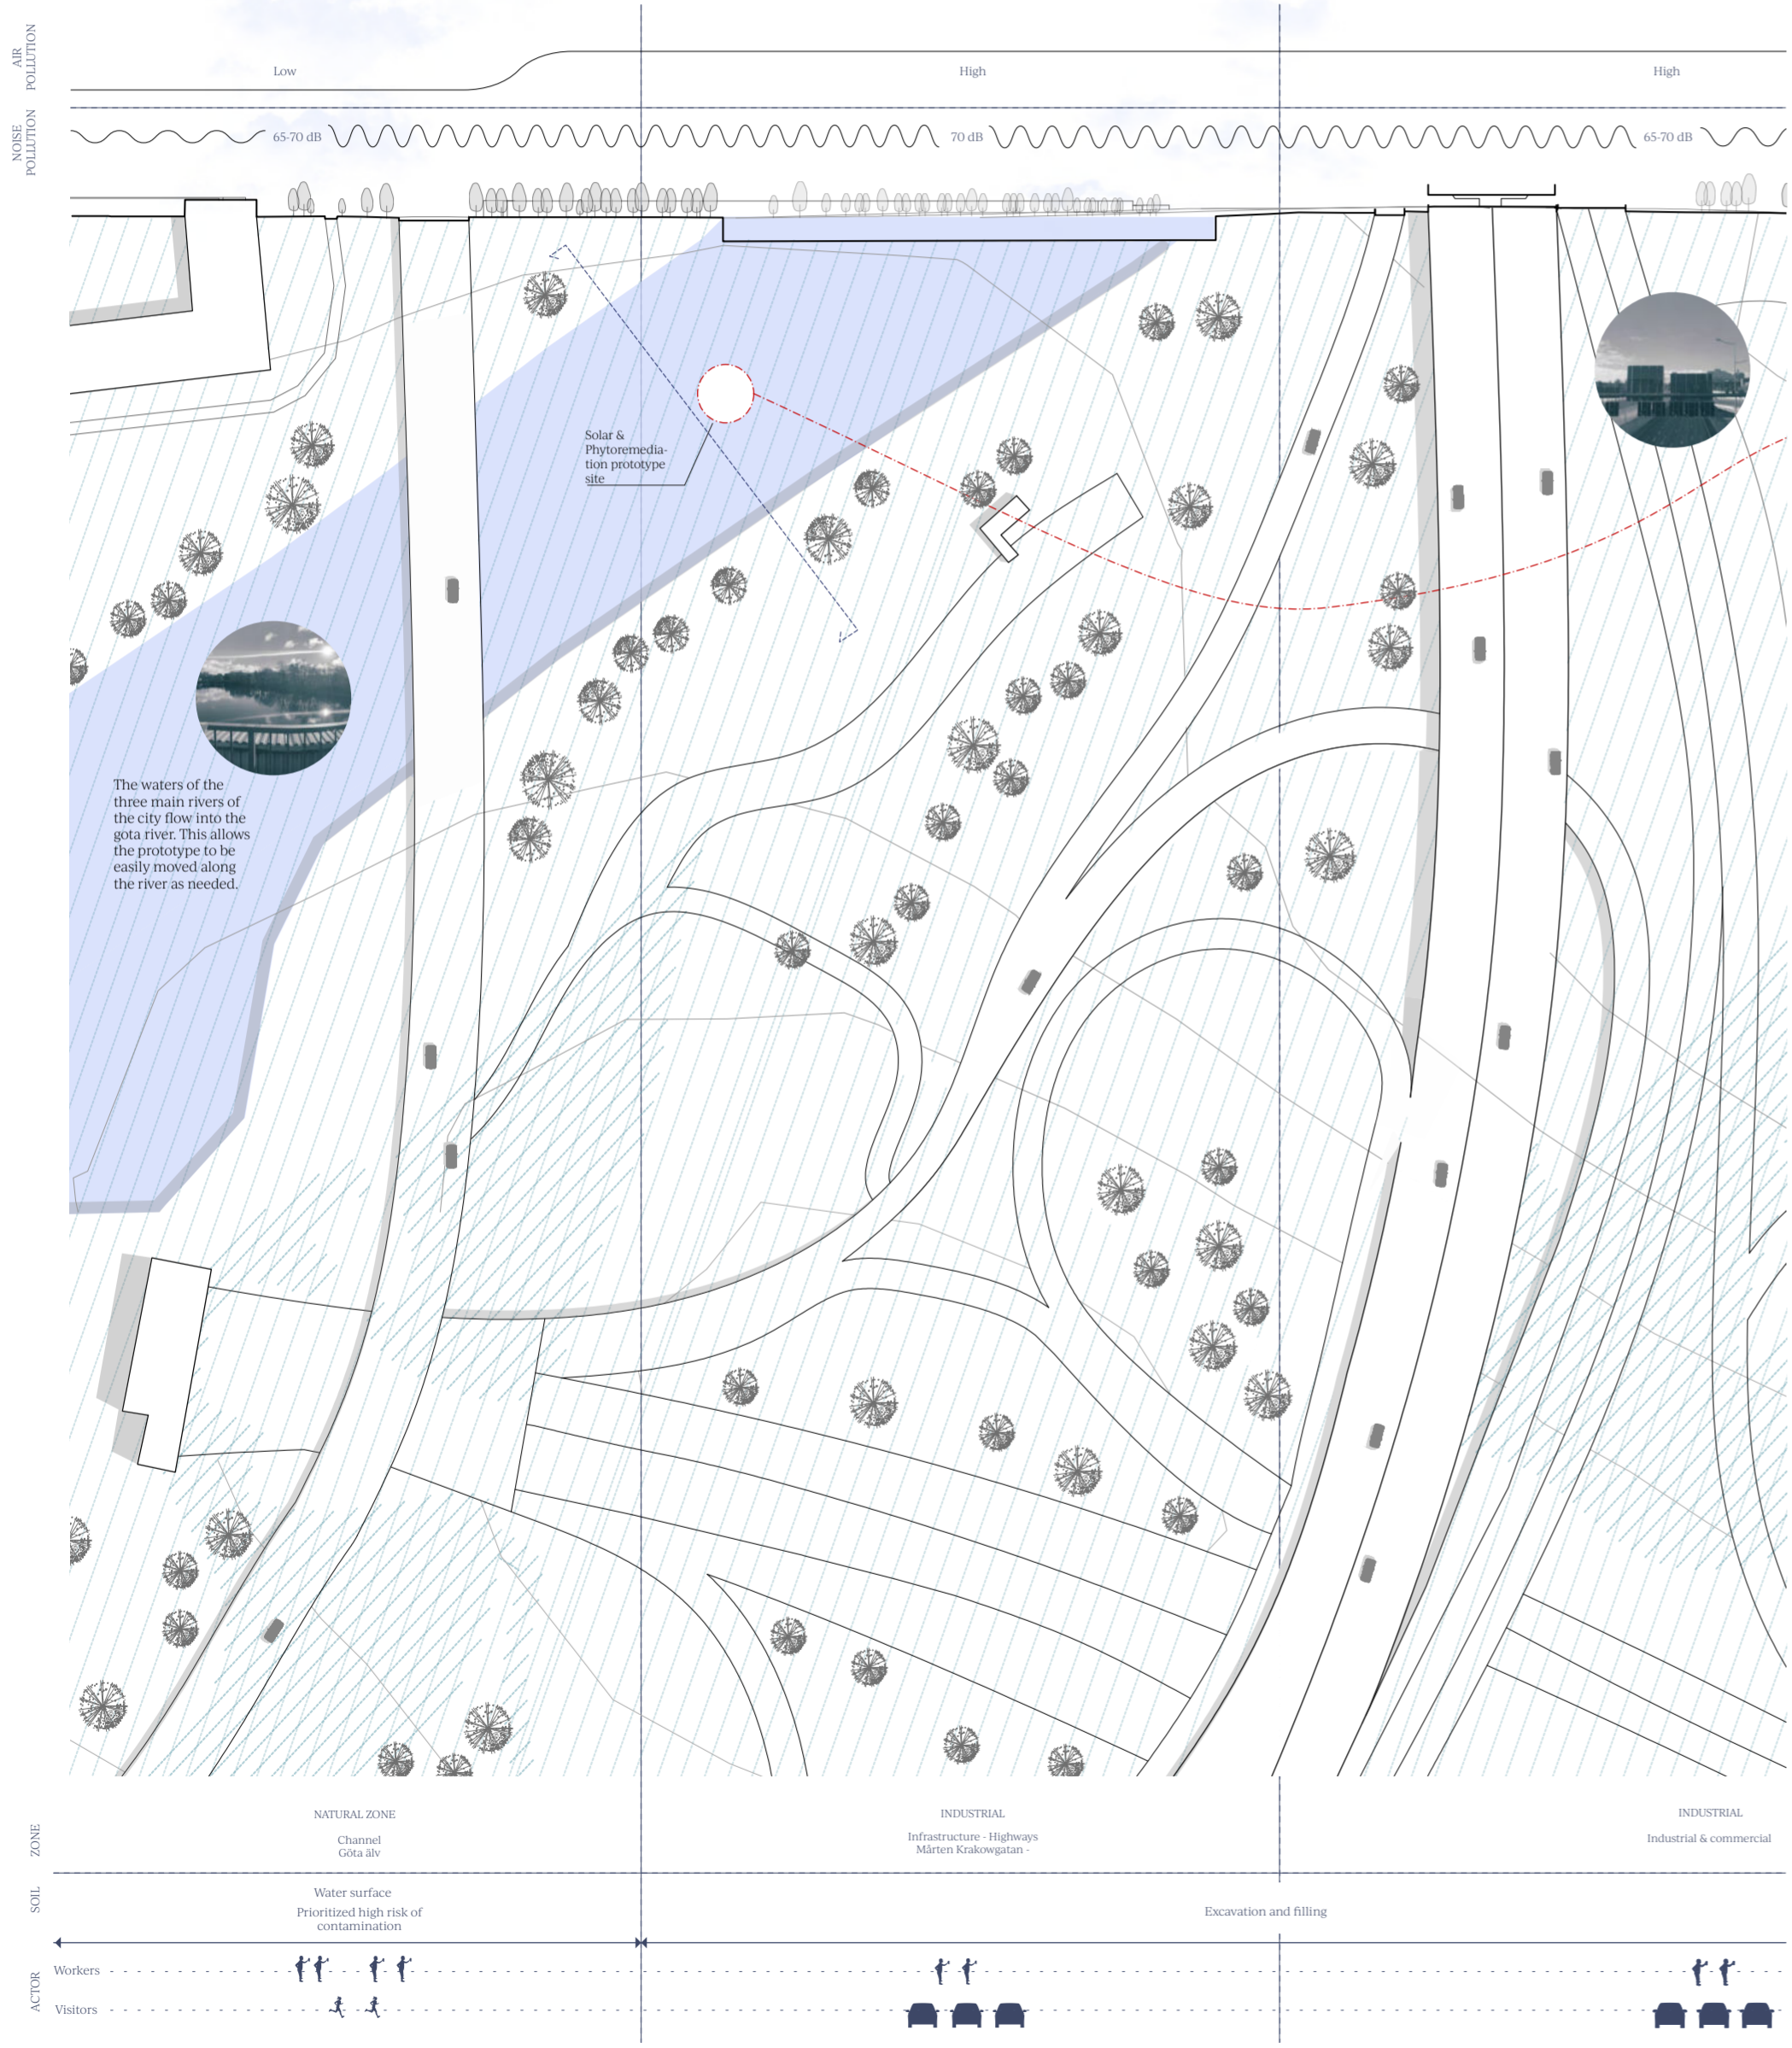 AIR
POLLUTION
Low
High
High
NOISE
POLLUTION
65-70 dB
70 dB
65-70 dB
Solar &
Phytoremedia-
tion prototype
site
The waters of the
three main rivers of
the city flow into the
gota river. This allows
the prototype to be
easily moved along
the river as needed.
ZONE
NATURAL ZONE
Channel
Göta älv
INDUSTRIAL
Infrastructure - Highways
Mårten Krakowgatan -
INDUSTRIAL
Industrial & commercial
SOIL
Water surface
Prioritized high risk of
contamination
Excavation and filling
ACTOR
Workers
Visitors